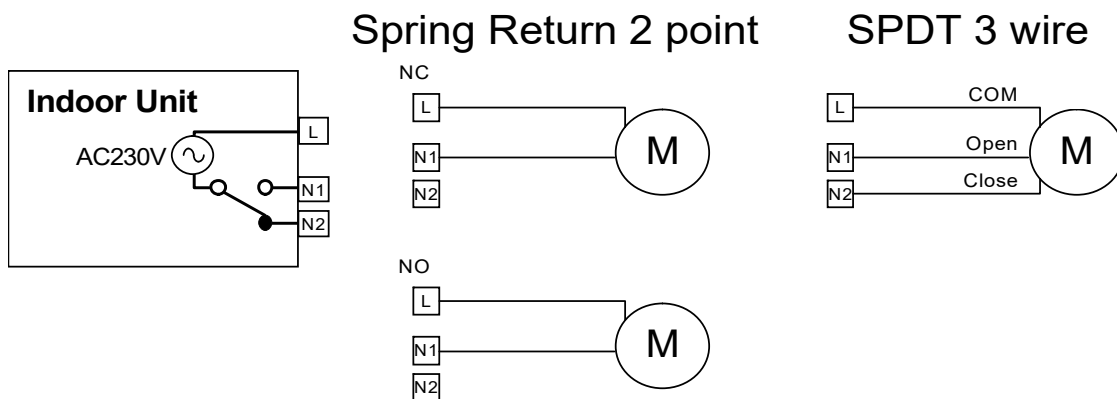 Spring Return 2 point
SPDT 3 wire
Indoor Unit
AC230V
L
N1
N2
NC
L
N1
N2
M
NO
L
N1
N2
M
L
N1
N2
COM
Open
Close
M